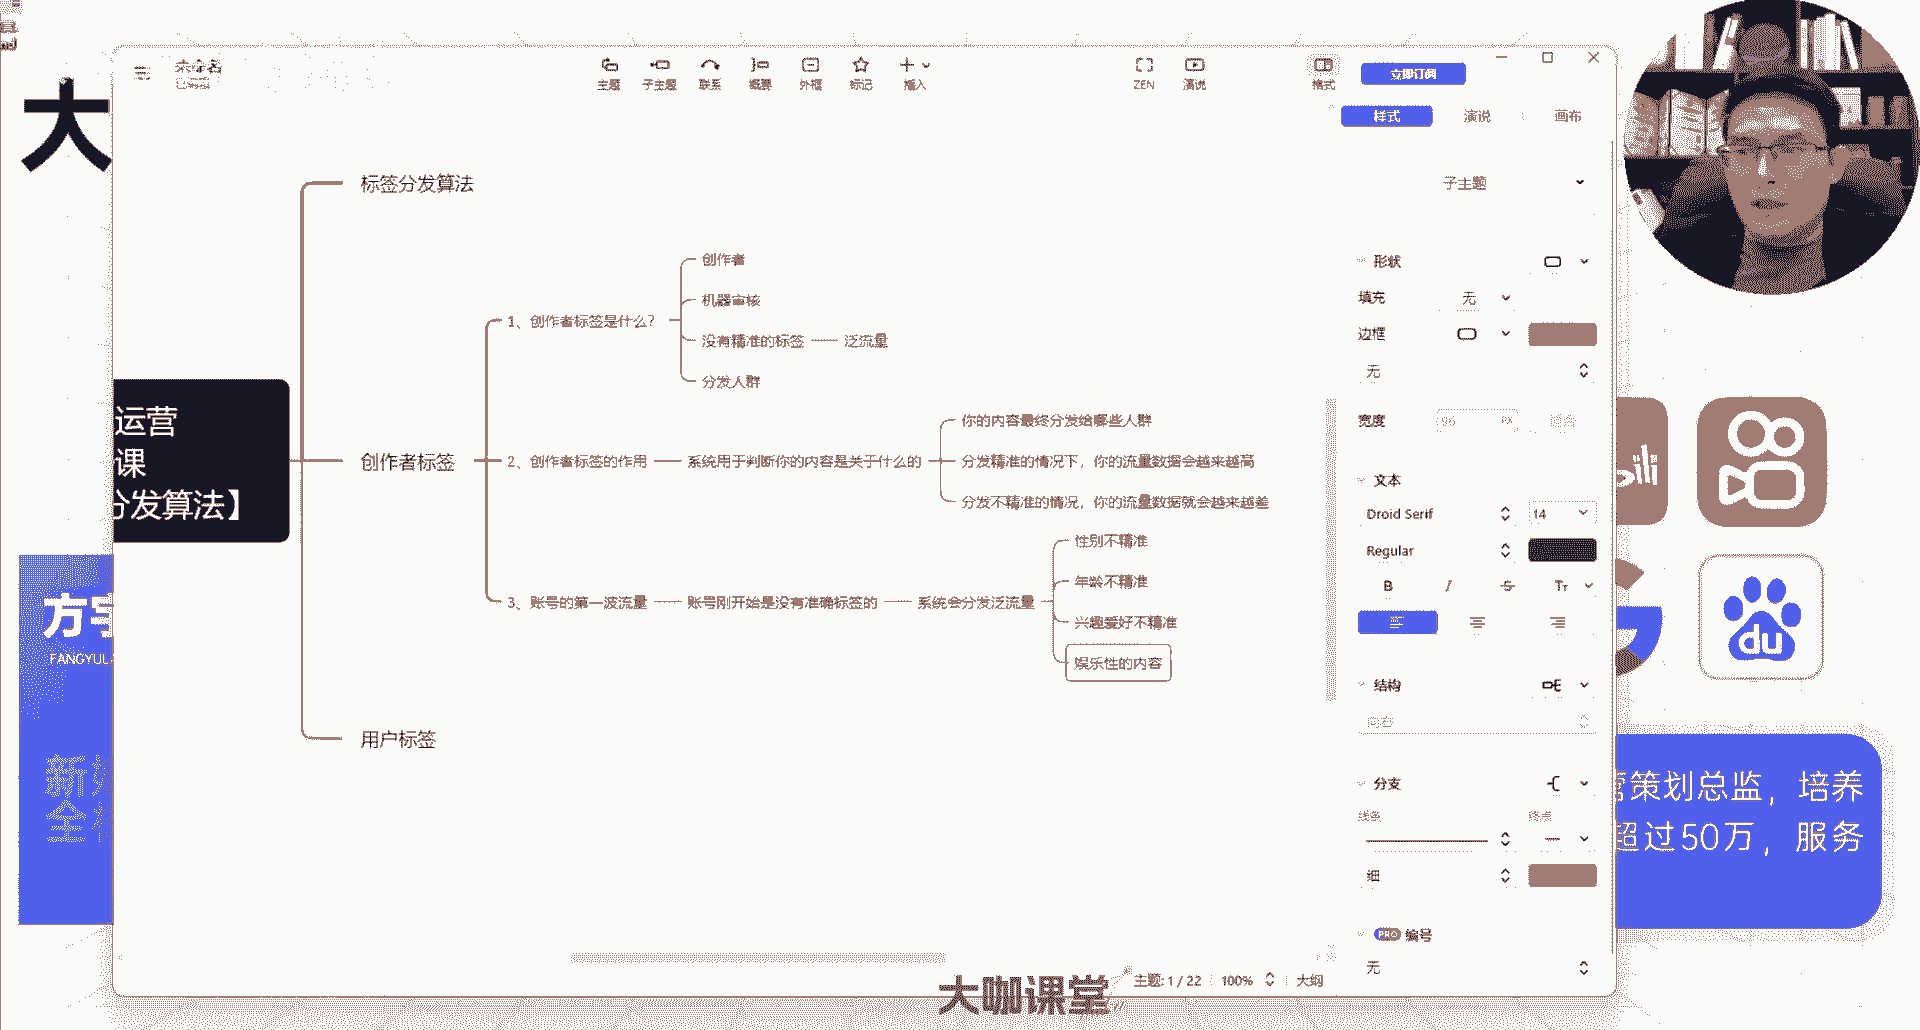 大
未命名
已编辑
主题
子主题
联系
概要
外框
标记
插入
ZEN
演说
格式
立即订阅
样式
演说
画布
标签分发算法
子主题
创作者
形状
机器审核
填充
无
1、创作者标签是什么?
没有精准的标签
泛流量
边框
分发人群
无
运营
课
分发算法】
创作者标签
2、创作者标签的作用
系统用于判断你的内容是关于什么的
你的内容最终分发给哪些人群
分发精准的情况下，你的流量数据会越来越高
分发不精准的情况，你的流量数据就会越来越差
宽度
96
PX
文本
Droid Serif
14
Regular
B
I
S
Tт
性别不精准
年龄不精准
3、账号的第一波流量
账号刚开始是没有准确标签的
系统会分发泛流量
兴趣爱好不精准
娱乐性的内容
结构
用户标签
分支
线条
终点
细
PRO
编号
无
主题: 1 / 22
100%
大纲
大咖课堂
FANGYUL
新
全
bili
du
策划总监，培养
超过50万，服务